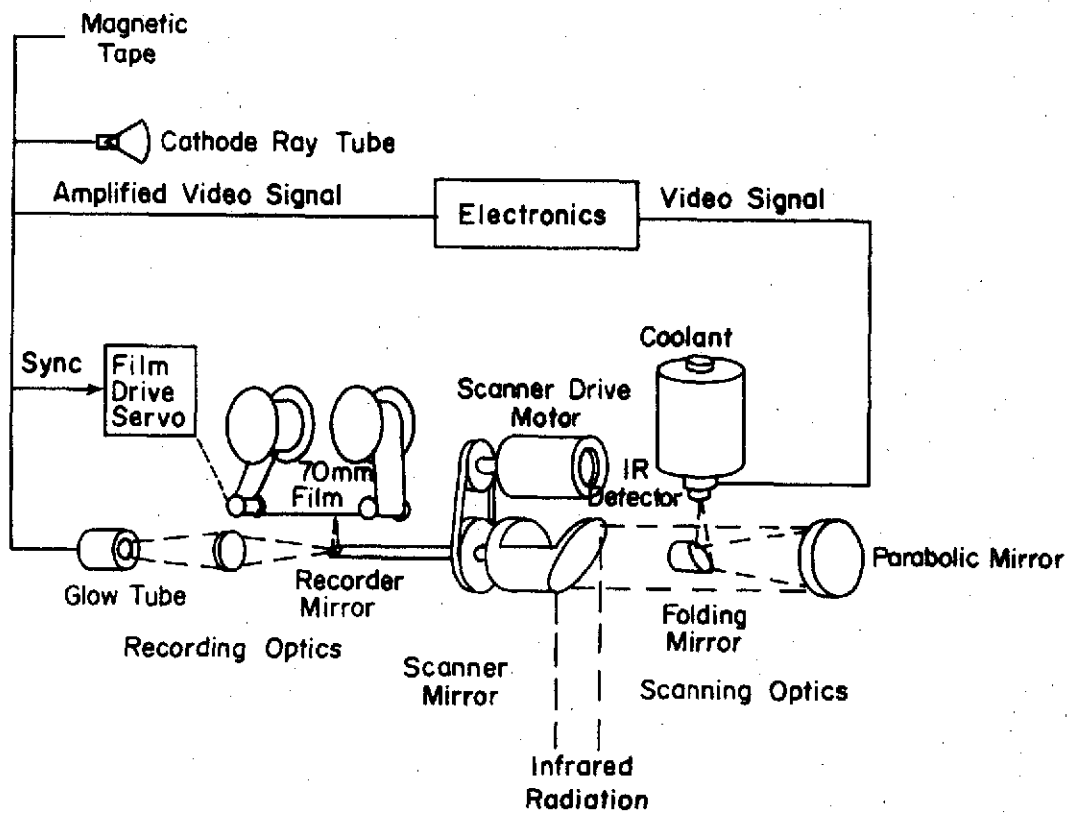 Magnetic
Tape
Cathode Ray Tube
Amplified Video Signal
Electronics
Video Signal
Coolant
Sync
Film
Drive
Servo
Scanner Drive
Motor
70mm
Film
IR
Detector
Glow Tube
Recorder
Mirror
Parabolic Mirror
Folding
Mirror
Recording Optics
Scanner
Mirror
Scanning Optics
Infrared
Radiation